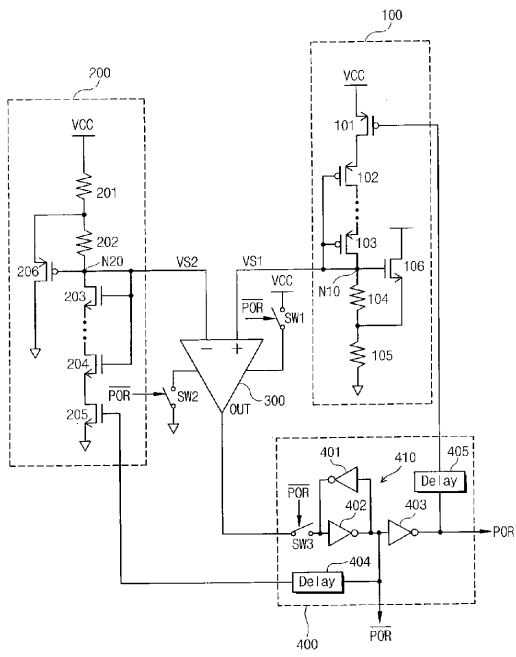 100
200
VCC
101
VCC
201
102
202
103
N20
206
VS2
VS1
106
N10
203
VCC
104
POR
SW1
204
105
POR
SW2
300
205
OUT
401
410
405
Delay
POR
402
403
SW3
POR
404
Delay
400
POR